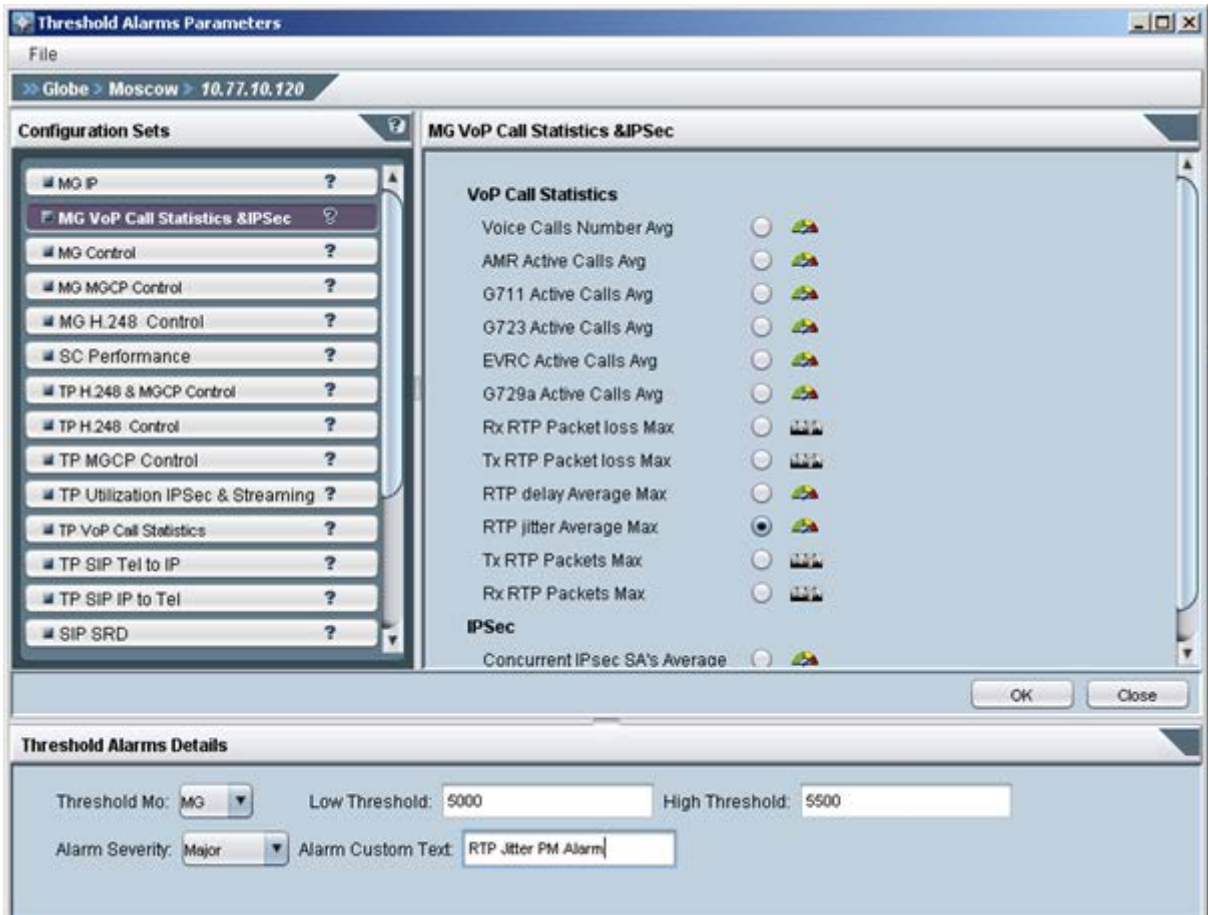 Threshold Alarms Parameters
File
>> Globe > Moscow > 10.77.10.120
Configuration Sets ?
MG IP ?
MG VoP Call Statistics &IPSec ?
MG Control ?
MG MGCP Control ?
MG H.248 Control ?
SC Performance ?
TP H.248 & MGCP Control ?
TP H.248 Control ?
TP MGCP Control ?
TP Utilization IPSec & Streaming ?
TP VoP Call Statistics ?
TP SIP Tel to IP ?
TP SIP IP to Tel ?
SIP SRD ?
MG VoP Call Statistics &IPSec
VoP Call Statistics
Voice Calls Number Avg
AMR Active Calls Avg
G711 Active Calls Avg
G723 Active Calls Avg
EVRC Active Calls Avg
G729a Active Calls Avg
Rx RTP Packet loss Max
Tx RTP Packet loss Max
RTP delay Average Max
RTP jitter Average Max
Tx RTP Packets Max
Rx RTP Packets Max
IPSec
Concurrent IPsec SA's Average
OK Close
Threshold Alarms Details
Threshold Mo: MG Low Threshold: 5000 High Threshold: 5500
Alarm Severity: Major Alarm Custom Text: RTP Jitter PM Alarm